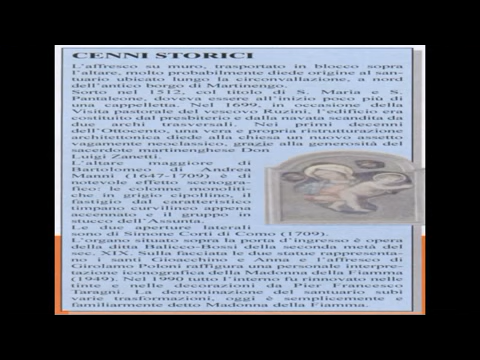 CENNI STORICI
L'affresco su muro, trasportato in blocco sopra
l'altare, molto probabilmente diede origine al san-
tuario ubicato lungo la circonvallazione, a nord
dell'antico borgo di Martinengo.
Sorto nel 1512, col titolo di S. Maria e S.
Pantaleone, doveva essere all'inizio poco più di
una cappelletta. Nel 1699, in occasione della
Visita pastorale del vescovo Ruzini, l'edificio era
costituito dal presbiterio e dalla navata scandita da
due archi trasversali. Nei primi decenni
dell'Ottocento, una vera e propria ristrutturazione
architettonica diede alla chiesa un nuovo assetto
vagamente neoclassico, grazie alla generosità del
sacerdote martinenghese Don
Luigi Zanetti.
L'altare maggiore di
Bartolomeo di Andrea
Manni (1647-1709) è di
notevole effetto scenogra-
fico: le colonne monoliti-
che in grigio cipollino, il
fastigio dal caratteristico
timpano curvilineo appena
accennato e il gruppo in
stucco dell'Assunta.
Le due aperture laterali
sono di Simone Corti di Como (1709).
L'organo situato sopra la porta d'ingresso è opera
della ditta Balicco-Bossi della seconda metà del
sec. XIX. Sulla facciata le due statue rappresenta-
no i santi Gioacchino e Anna e l'affresco di
Girolamo Poloni raffigura una personale interpre-
tazione iconografica della Madonna della Fiamma
(1949). Nel 1990 tutto l'interno fu rinnovato nelle
tinte e nelle decorazioni da Pier Francesco
Taragni. La denominazione del santuario subì
varie trasformazioni, oggi è semplicemente e
familiarmente detto Madonna della Fiamma.